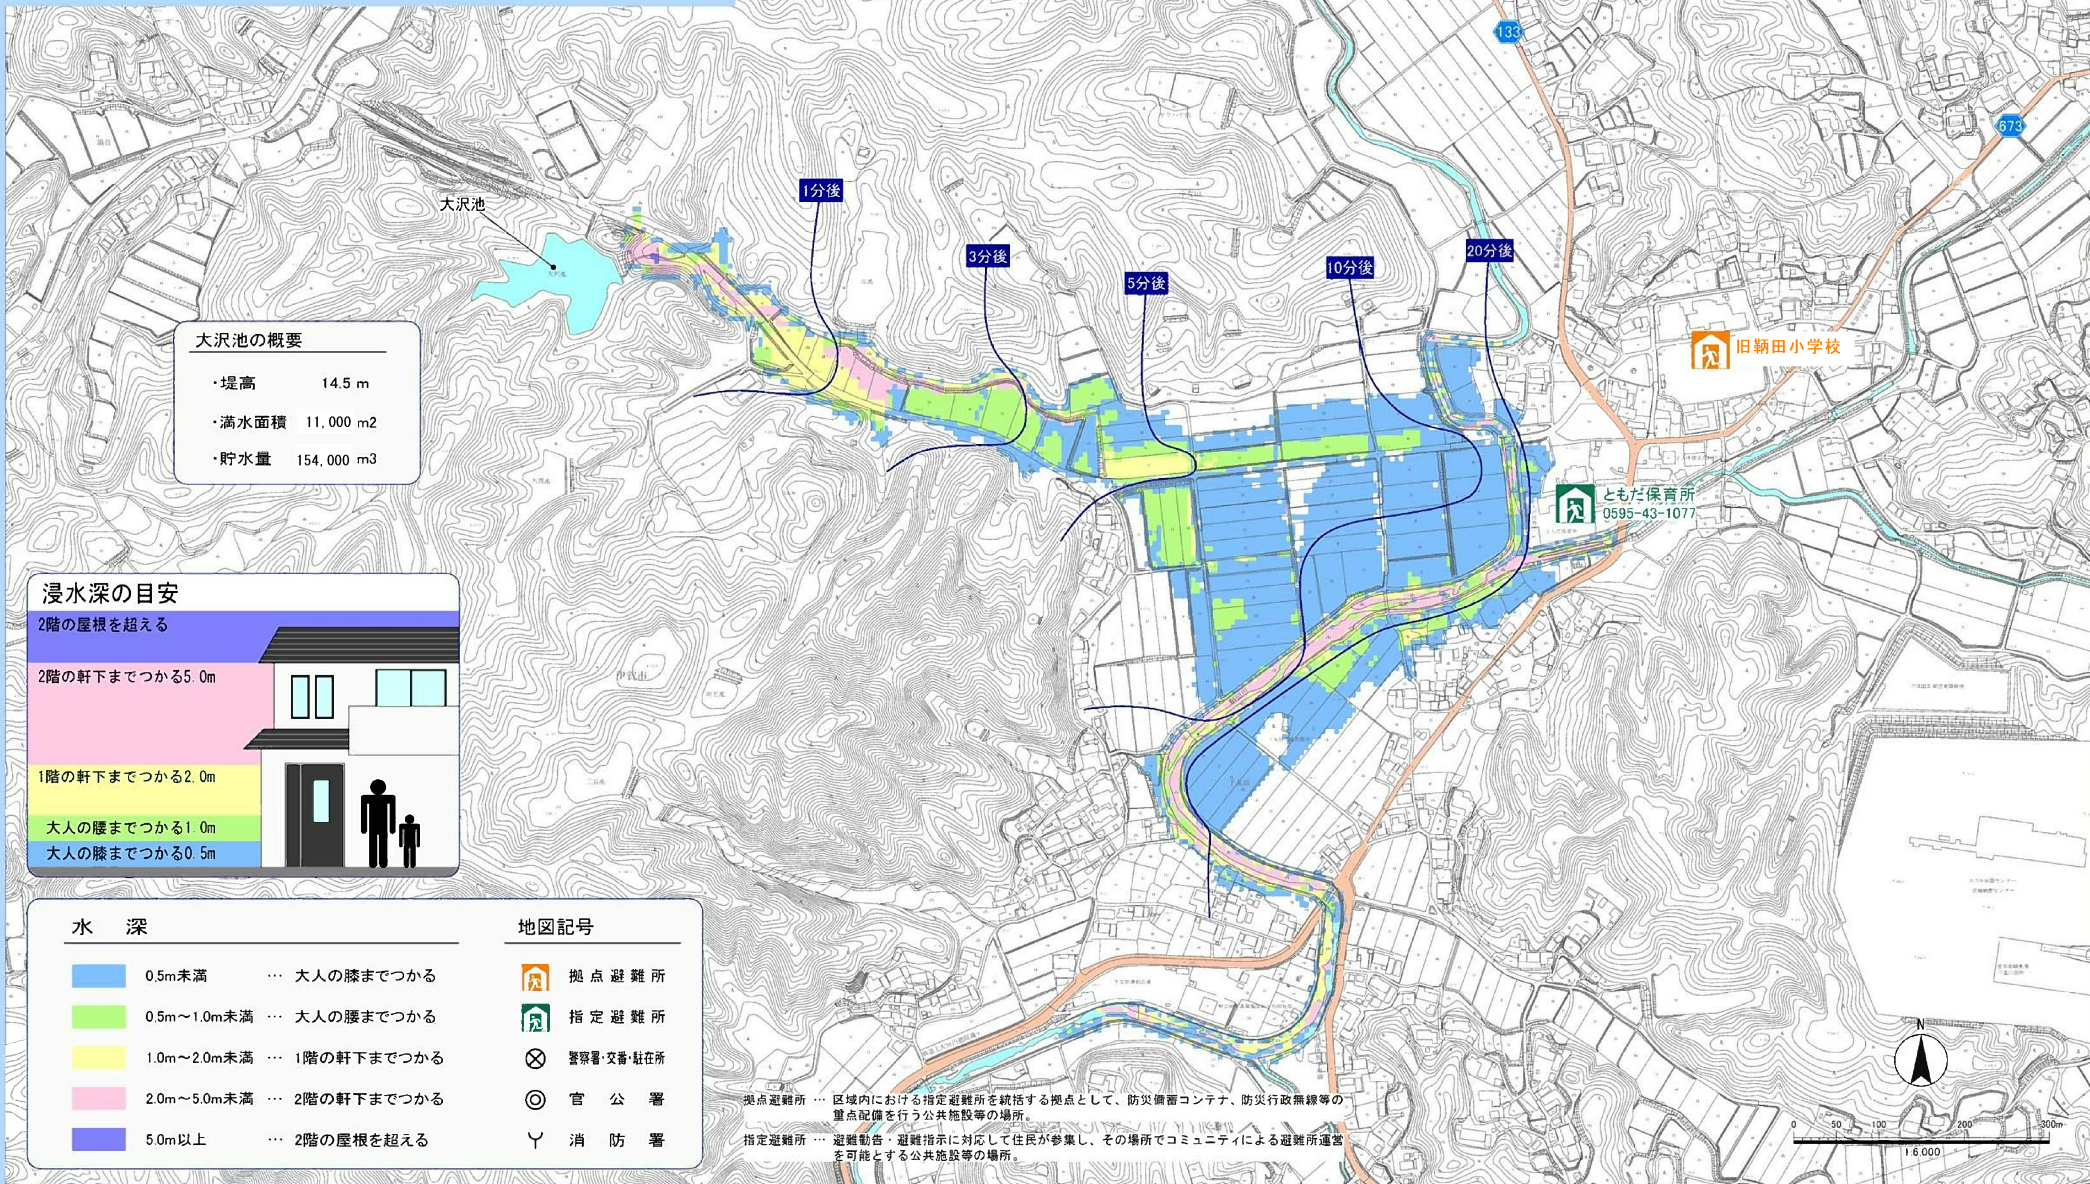 133
673
大沢池
1分後
3分後
5分後
10分後
20分後
旧鞆田小学校
ともだ保育所
0595-43-1077
大沢池の概要
・堤高 14.5 m
・満水面積 11,000 m2
・貯水量 154,000 m3
浸水深の目安
2階の屋根を超える
2階の軒下までつかる5.0m
1階の軒下までつかる2.0m
大人の腰までつかる1.0m
大人の膝までつかる0.5m
水 深
0.5m未満 … 大人の膝までつかる
0.5m～1.0m未満 … 大人の腰までつかる
1.0m～2.0m未満 … 1階の軒下までつかる
2.0m～5.0m未満 … 2階の軒下までつかる
5.0m以上 … 2階の屋根を超える
地図記号
拠点避難所
指定避難所
警察署・交番・駐在所
官公署
消防署
拠点避難所 … 区域内における指定避難所を統括する拠点として、防災備蓄コンテナ、防災行政無線等の
重点配備を行う公共施設等の場所。
指定避難所 … 避難勧告・避難指示に対応して住民が参集し、その場所でコミュニティによる避難所運営
を可能とする公共施設等の場所。
N
0 50 100 200 300m
1:6,000